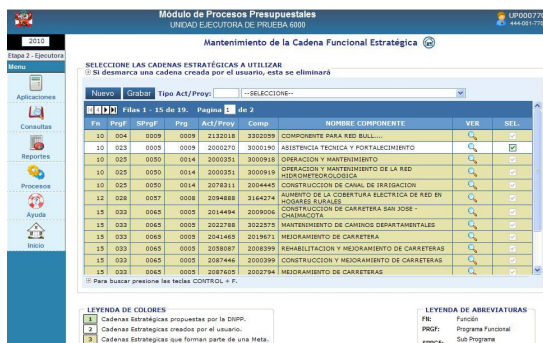 Módulo de Procesos Presupuestales
UNIDAD EJECUTORA DE PRUEBA 6000
2010
Etapa 2 - Ejecutora
Menu
Aplicaciones
Consultas
Reportes
Procesos
Ayuda
Inicio
Mantenimiento de la Cadena Funcional Estratégica
SELECCIONE LAS CADENAS ESTRATÉGICAS A UTILIZAR
Si desmarca una cadena creada por el usuario, esta se eliminará
Nuevo Grabar Tipo Act/Proy: --SELECCIONE--
Filas 1 - 15 de 19. Pagina 1 de 2
Fn PrgF SPrgF Prg Act/Proy Comp NOMBRE COMPONENTE VER SEL.
10 004 0009 0009 2132018 3302059 COMPONENTE PARA RED BULL....
10 023 0005 0009 2000270 3000190 ASISTENCIA TECNICA Y FORTALECIMIENTO
10 025 0050 0014 2000351 3000918 OPERACION Y MANTENIMIENTO
10 025 0050 0014 2000351 3000919 OPERACION Y MANTENIMIENTO DE LA RED HIDROMETEOROLOGICA
10 025 0050 0014 2078311 2004445 CONSTRUCCION DE CANAL DE IRRIGACION
12 028 0057 0008 2094888 3164274 AUMENTO DE LA COBERTURA ELECTRICA DE RED EN HOGARES RURALES
15 033 0065 0005 2014494 2009006 CONSTRUCCION DE CARRETERA SAN JOSE - CHAIMACOTA
15 033 0065 0005 2022788 3022575 MANTENIMIENTO DE CAMINOS DEPARTAMENTALES
15 033 0065 0005 2041465 2019671 MEJORAMIENTO DE CARRETERA
15 033 0065 0005 2058087 2008399 REHABILITACION Y MEJORAMIENTO DE CARRETERAS
15 033 0065 0005 2087446 2000399 CONSTRUCCION Y MEJORAMIENTO DE CARRETERAS
15 033 0065 0005 2087605 2002794 MEJORAMIENTO DE CARRETERAS
Para buscar presione las teclas CONTROL + F.
LEYENDA DE COLORES
1 Cadenas Estratégicas propuestas por la DNPP.
2 Cadenas Estrategicas creados por el usuario.
3 Cadenas Estrategicas que forman parte de una Meta.
LEYENDA DE ABREVIATURAS
FN: Función
PRGF: Programa Funcional
Sub Programa